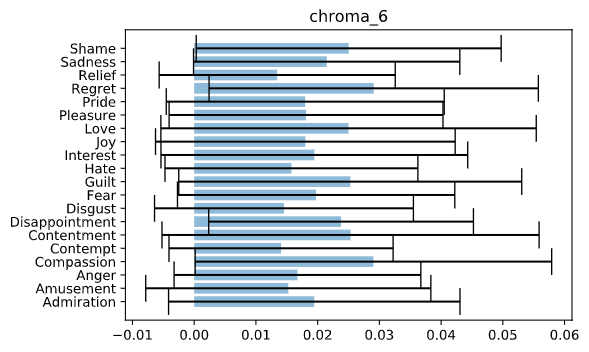 chroma_6
Shame
Sadness
Relief
Regret
Pride
Pleasure
Love
Joy
Interest
Hate
Guilt
Fear
Disgust
Disappointment
Contentment
Contempt
Compassion
Anger
Amusement
Admiration
−0.01 0.00 0.01 0.02 0.03 0.04 0.05 0.06